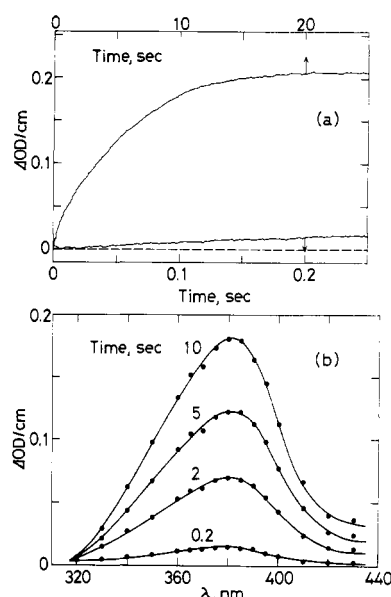 0 10 20
Time, sec
(a)
0.2
0.1
0
ΔOD/cm
0 0.1 0.2
Time, sec
0.2
Time, sec 10 (b)
5
0.1
2
0.2
0
ΔOD/cm
320 360 400 440
λ, nm